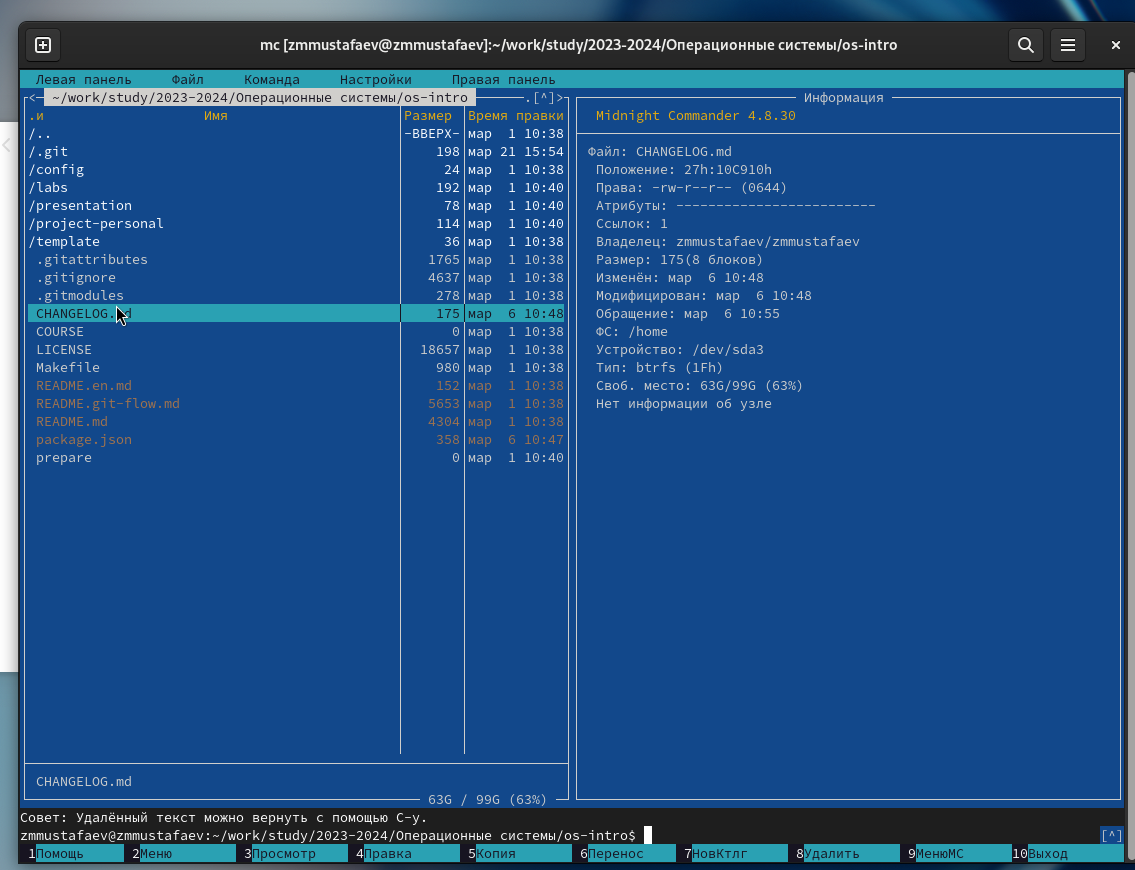 mc [zmmustafaev@zmmustafaev]:~/work/study/2023-2024/Операционные системы/os-intro
Левая панель Файл Команда Настройки Правая панель
<─ ~/work/study/2023-2024/Операционные системы/os-intro ─.[^]>
.и Имя Размер Время правки
/.. -ВВЕРХ- мар 1 10:38
/.git 198 мар 21 15:54
/config 24 мар 1 10:38
/labs 192 мар 1 10:40
/presentation 78 мар 1 10:40
/project-personal 114 мар 1 10:40
/template 36 мар 1 10:38
.gitattributes 1765 мар 1 10:38
.gitignore 4637 мар 1 10:38
.gitmodules 278 мар 1 10:38
CHANGELOG.md 175 мар 6 10:48
COURSE 0 мар 1 10:38
LICENSE 18657 мар 1 10:38
Makefile 980 мар 1 10:38
README.en.md 152 мар 1 10:38
README.git-flow.md 5653 мар 1 10:38
README.md 4304 мар 1 10:38
package.json 358 мар 6 10:47
prepare 0 мар 1 10:40
CHANGELOG.md
63G / 99G (63%)
Информация
Midnight Commander 4.8.30
Файл: CHANGELOG.md
Положение: 27h:10C910h
Права: -rw-r--r-- (0644)
Атрибуты: -------------------------
Ссылок: 1
Владелец: zmmustafaev/zmmustafaev
Размер: 175(8 блоков)
Изменён: мар 6 10:48
Модифицирован: мар 6 10:48
Обращение: мар 6 10:55
ФС: /home
Устройство: /dev/sda3
Тип: btrfs (1Fh)
Своб. место: 63G/99G (63%)
Нет информации об узле
Совет: Удалённый текст можно вернуть с помощью C-y.
zmmustafaev@zmmustafaev:~/work/study/2023-2024/Операционные системы/os-intro$ [^]
1Помощь 2Меню 3Просмотр 4Правка 5Копия 6Перенос 7НовКтлг 8Удалить 9МенюMC 10Выход